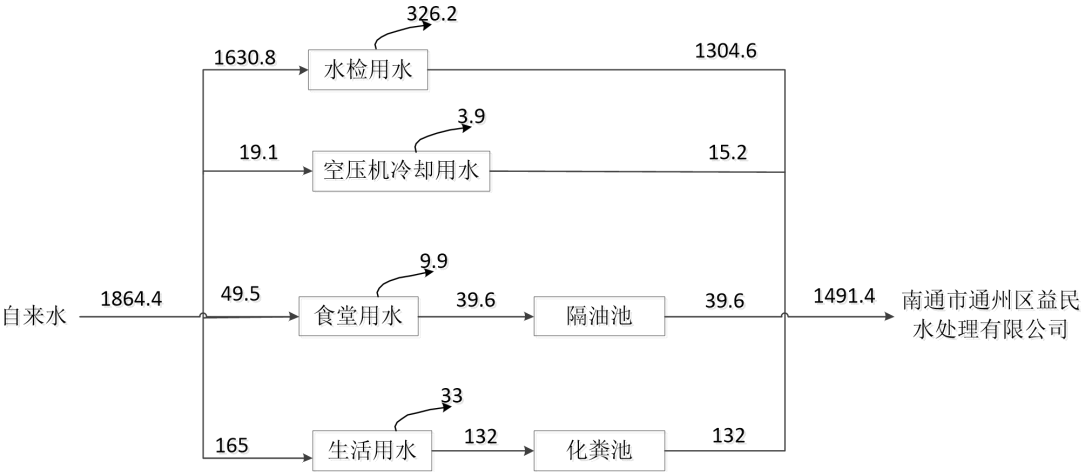 326.2
1630.8
水检用水
1304.6
3.9
19.1
空压机冷却用水
15.2
9.9
自来水
1864.4
49.5
食堂用水
39.6
隔油池
39.6
1491.4
南通市通州区益民
水处理有限公司
33
165
生活用水
132
化粪池
132